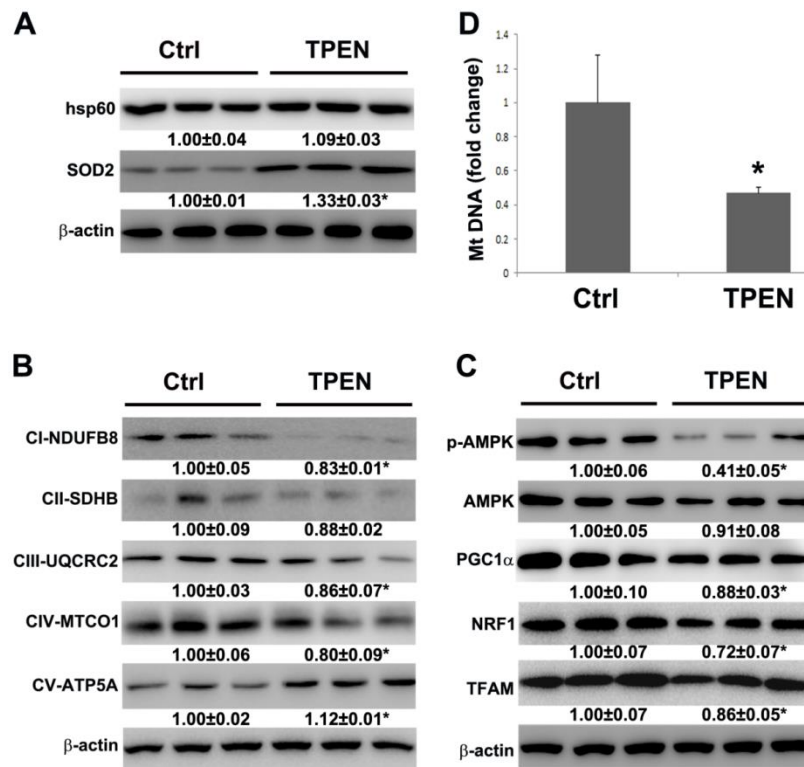 A
Ctrl TPEN
hsp60
1.00±0.04 1.09±0.03
SOD2
1.00±0.01 1.33±0.03*
β-actin
D
Mt DNA (fold change)
1.4
1.2
1
0.8
0.6
0.4
0.2
0
*
Ctrl TPEN
B
Ctrl TPEN
CI-NDUFB8
1.00±0.05 0.83±0.01*
CII-SDHB
1.00±0.09 0.88±0.02
CIII-UQCRC2
1.00±0.03 0.86±0.07*
CIV-MTCO1
1.00±0.06 0.80±0.09*
CV-ATP5A
1.00±0.02 1.12±0.01*
β-actin
C
Ctrl TPEN
p-AMPK
1.00±0.06 0.41±0.05*
AMPK
1.00±0.05 0.91±0.08
PGC1α
1.00±0.10 0.88±0.03*
NRF1
1.00±0.07 0.72±0.07*
TFAM
1.00±0.07 0.86±0.05*
β-actin